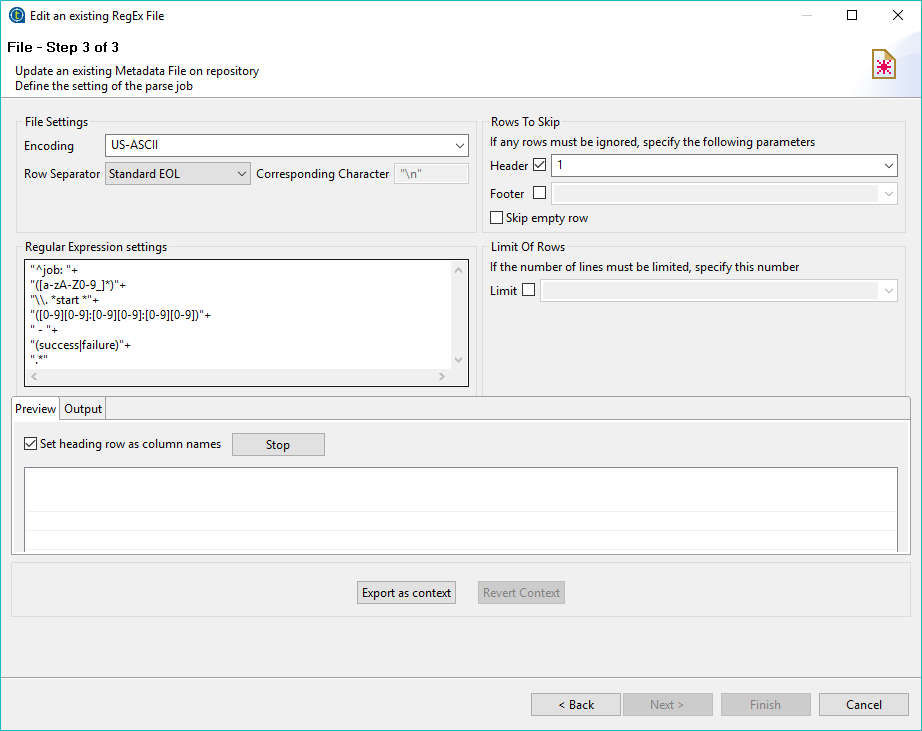 Edit an existing RegEx File
File - Step 3 of 3
Update an existing Metadata File on repository
Define the setting of the parse job
File Settings
Encoding US-ASCII
Row Separator Standard EOL Corresponding Character "\n"
Rows To Skip
If any rows must be ignored, specify the following parameters
Header 1
Footer
Skip empty row
Regular Expression settings
"^job: "+
"([a-zA-Z0-9_]*)"+
"\\. *start *"+
"([0-9][0-9]:[0-9][0-9]:[0-9][0-9])"+
" - "+
"(success|failure)"+
".*"
Limit Of Rows
If the number of lines must be limited, specify this number
Limit
Preview Output
Set heading row as column names Stop
Export as context Revert Context
< Back Next > Finish Cancel